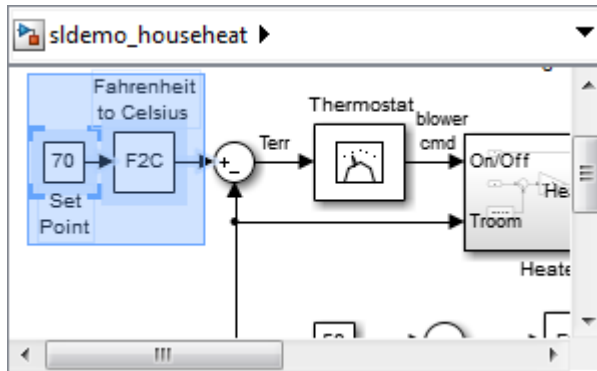 sldemo_househeat
Fahrenheit
to Celsius
70
F2C
Set
Point
Terr
Thermostat
blower
cmd
On/Off
Troom